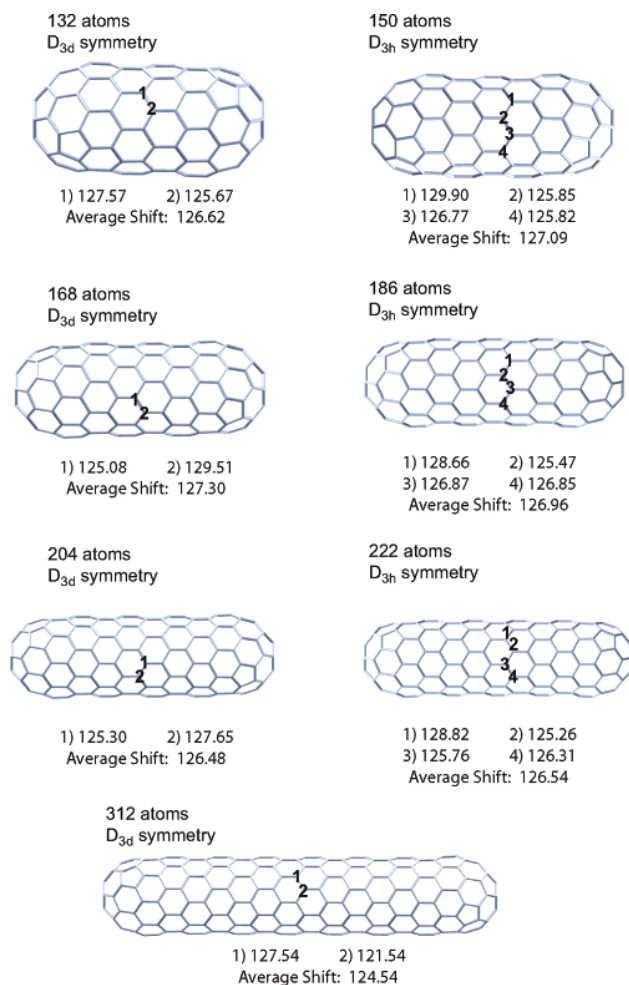 132 atoms
D3d symmetry
1
2
1) 127.57 2) 125.67
Average Shift: 126.62
150 atoms
D3h symmetry
1
2
3
4
1) 129.90 2) 125.85
3) 126.77 4) 125.82
Average Shift: 127.09
168 atoms
D3d symmetry
1
2
1) 125.08 2) 129.51
Average Shift: 127.30
186 atoms
D3h symmetry
1
2
3
4
1) 128.66 2) 125.47
3) 126.87 4) 126.85
Average Shift: 126.96
204 atoms
D3d symmetry
1
2
1) 125.30 2) 127.65
Average Shift: 126.48
222 atoms
D3h symmetry
1
2
3
4
1) 128.82 2) 125.26
3) 125.76 4) 126.31
Average Shift: 126.54
312 atoms
D3d symmetry
1
2
1) 127.54 2) 121.54
Average Shift: 124.54